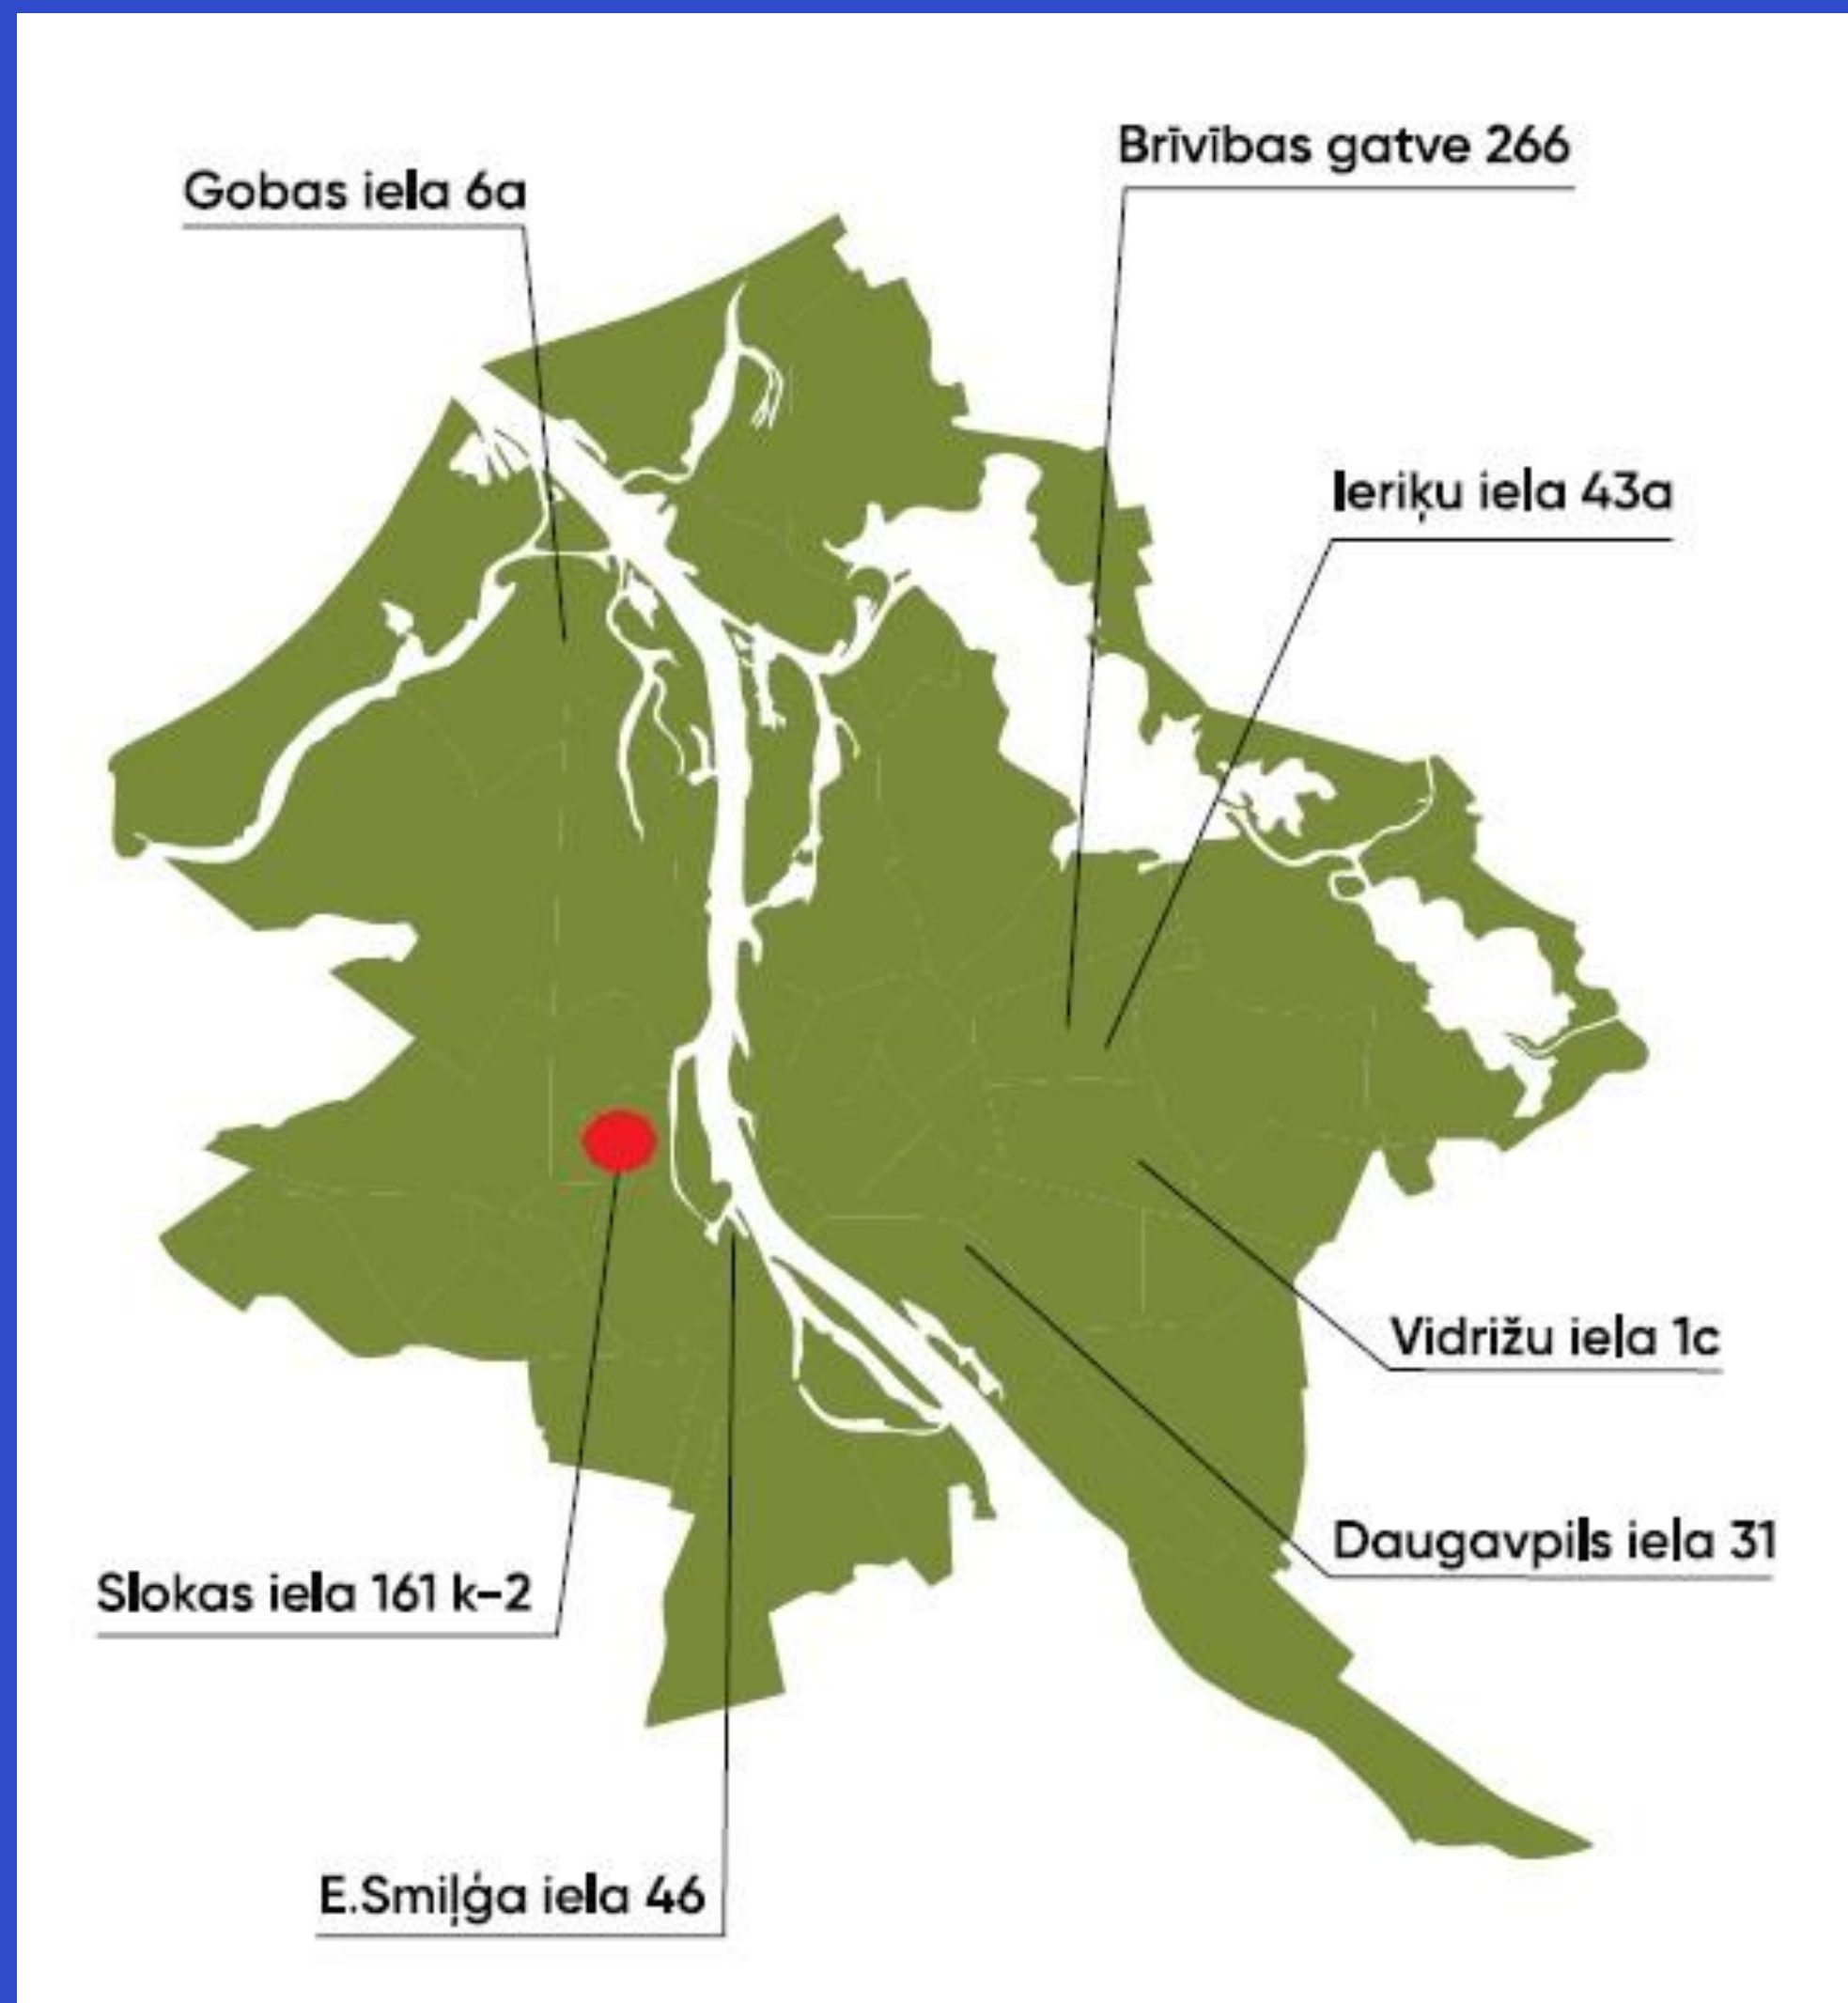 Brīvības gatve 266
Gobas iela 6a
Ieriķu iela 43a
Vidrižu iela 1c
Daugavpils iela 31
Slokas iela 161 k-2
E.Smiļģa iela 46